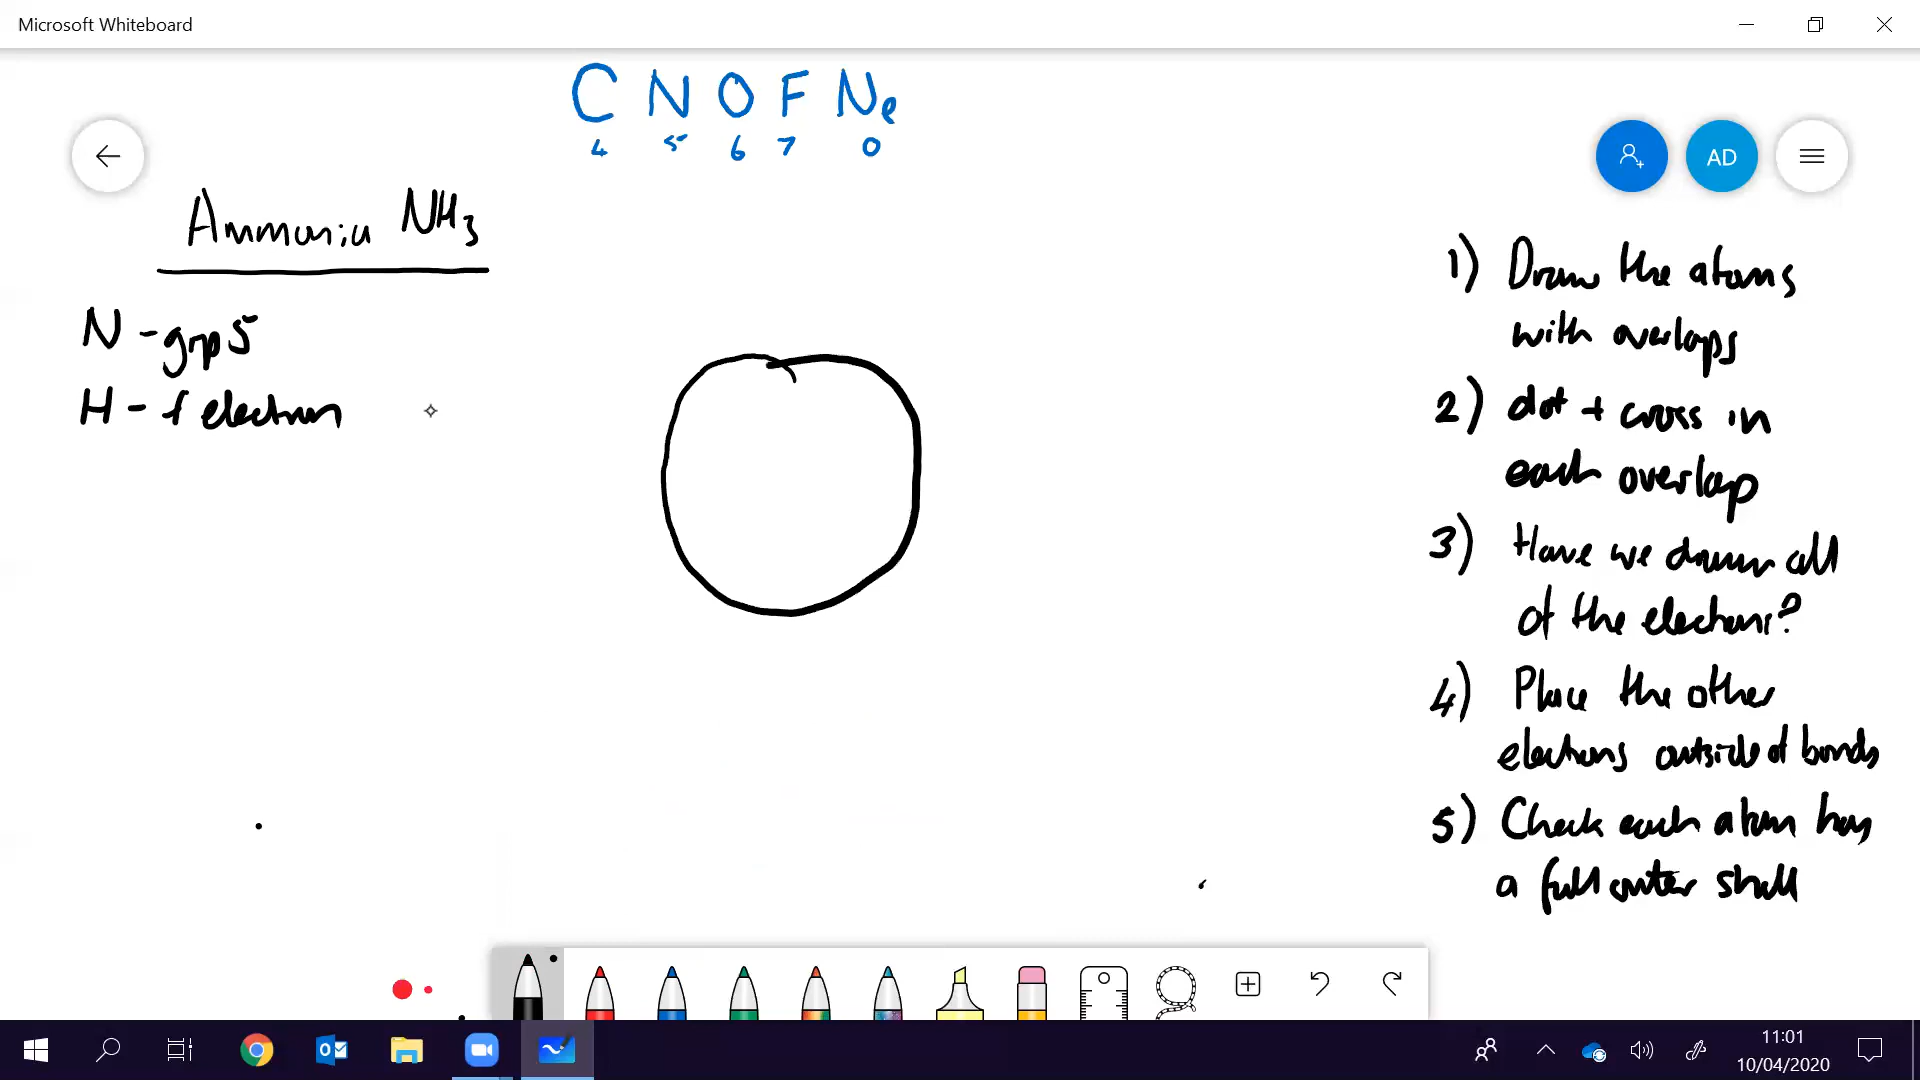 Microsoft Whiteboard
C N O F Ne
4 5 6 7 0
AD
Ammonia NH3
N - grp 5
H - 1 electron
1) Draw the atoms
with overlaps
2) dot + cross in
each overlap
3) Have we drawn all
of the electrons?
4) Place the other
electrons outside of bonds
5) Check each atom has
a full outer shell
11:01
10/04/2020